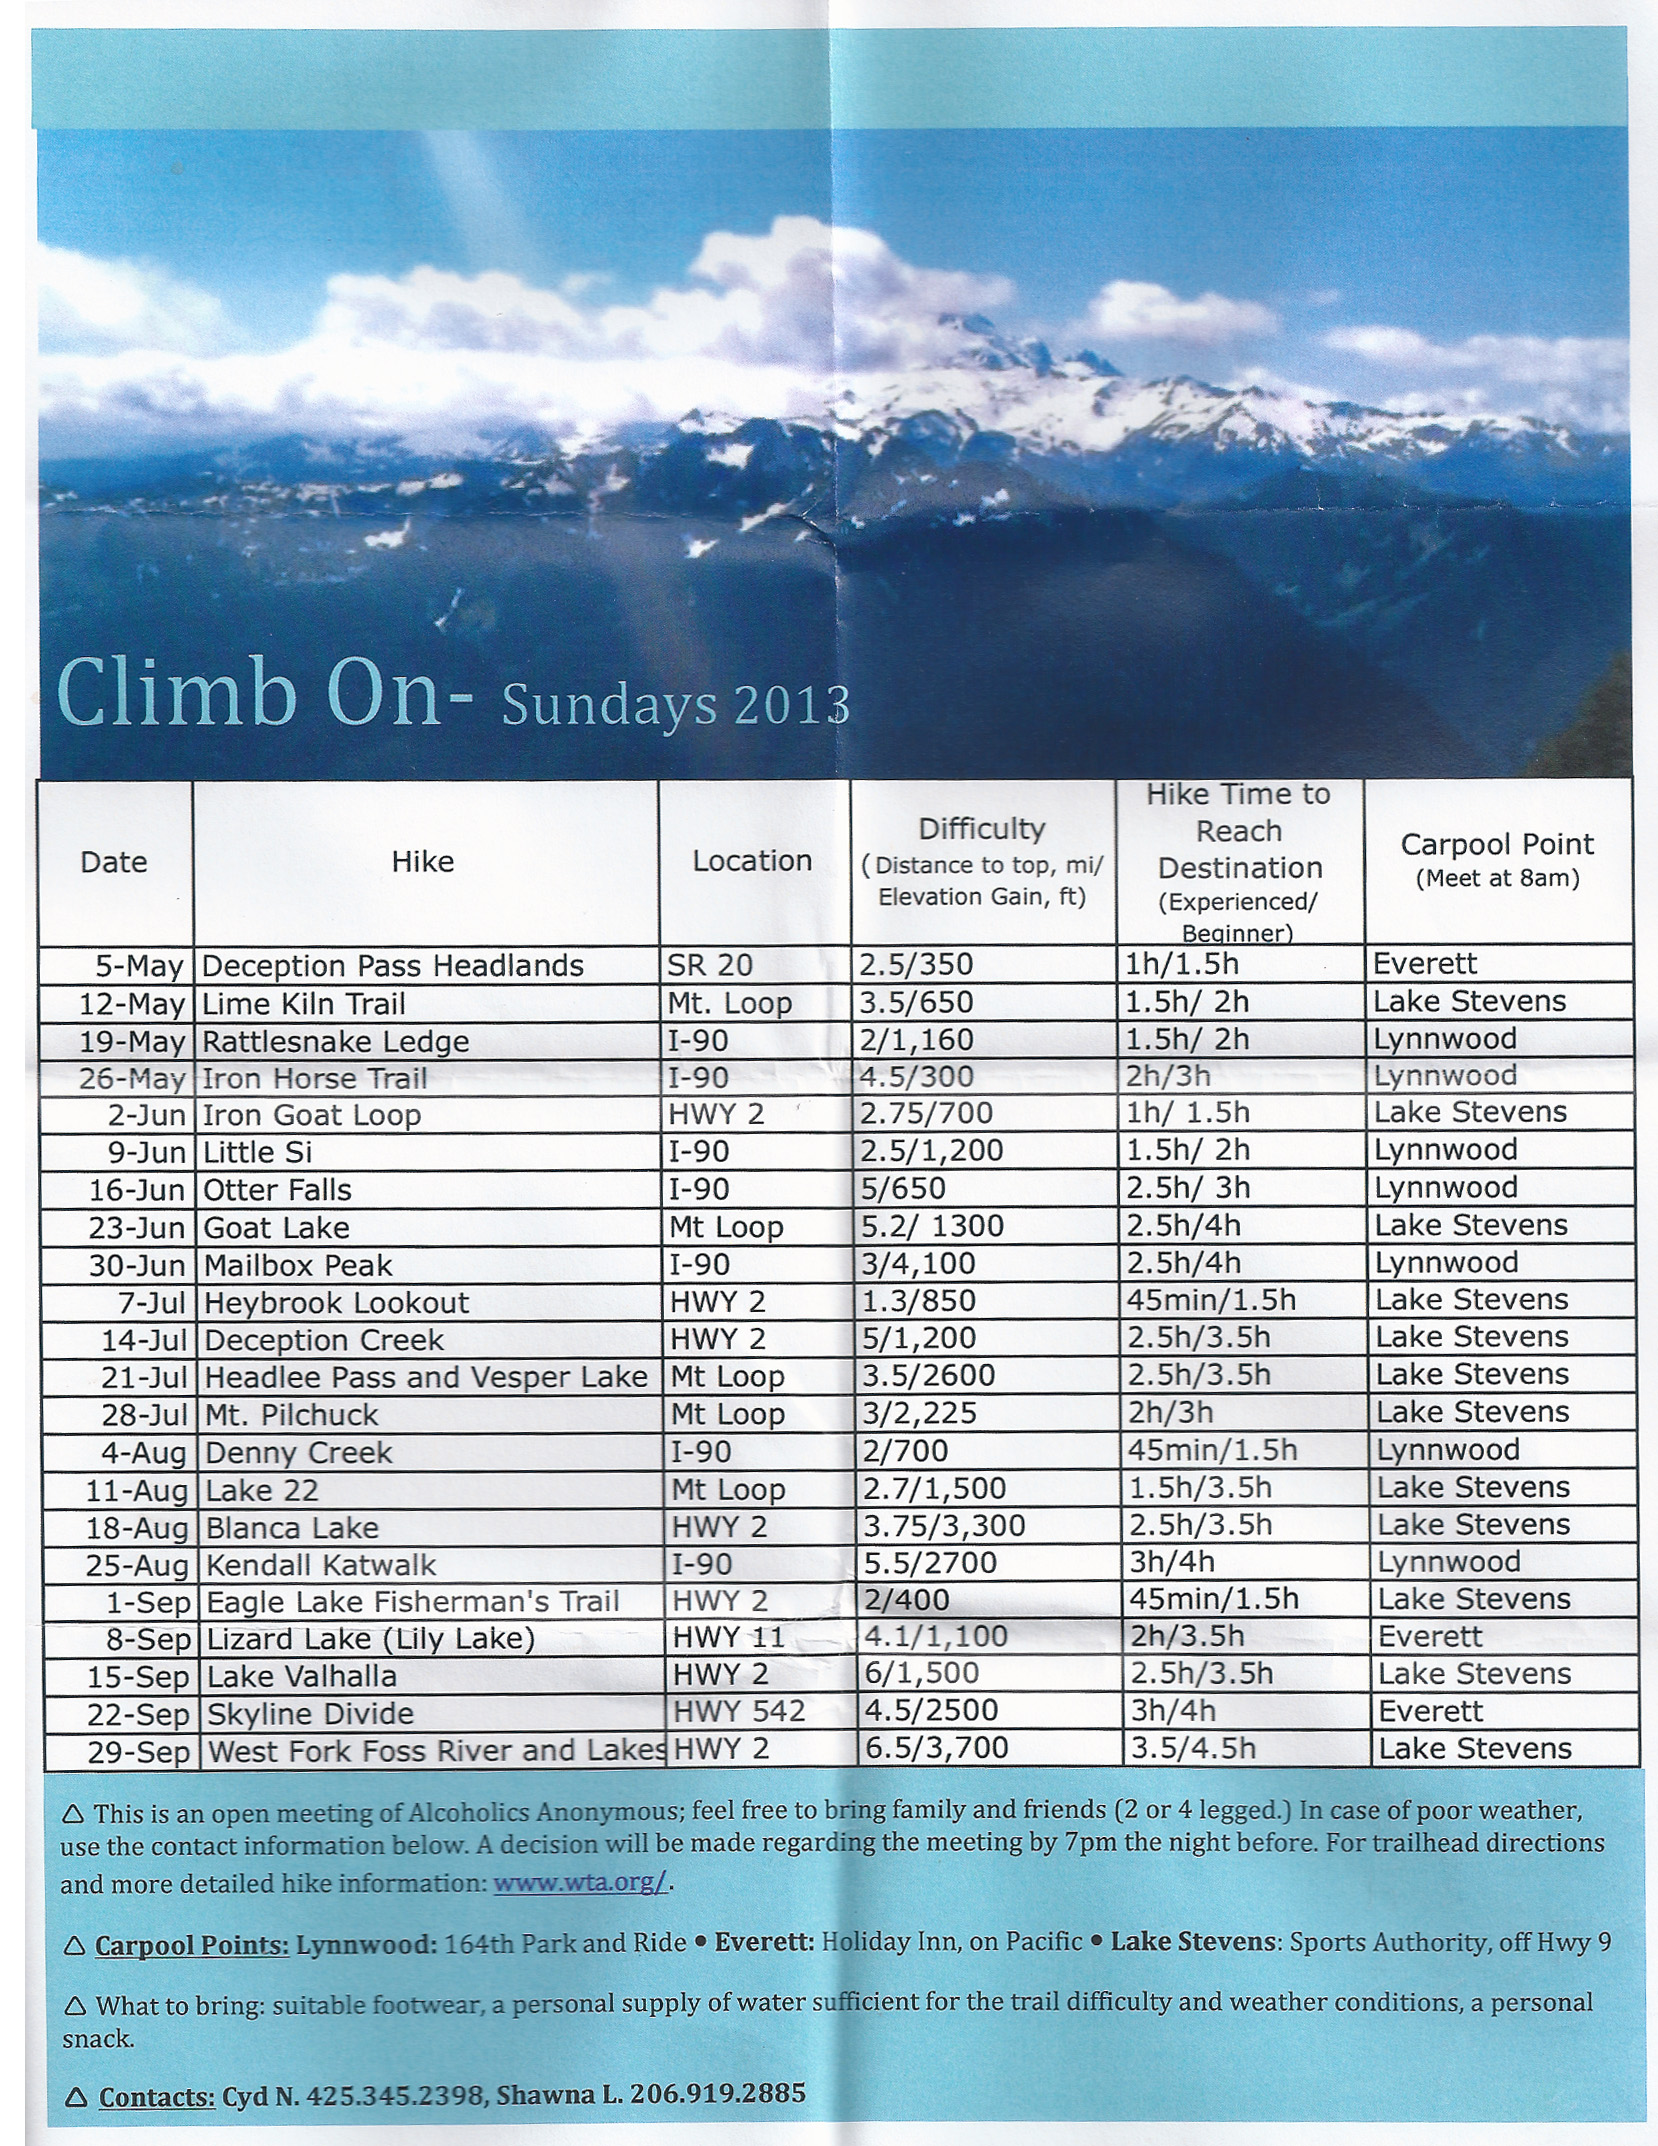 Climb On- Sundays 2013
Date Hike Location Difficulty (Distance to top, mi/ Elevation Gain, ft) Hike Time to Reach Destination (Experienced/ Beginner) Carpool Point (Meet at 8am)
5-May Deception Pass Headlands SR 20 2.5/350 1h/1.5h Everett
12-May Lime Kiln Trail Mt. Loop 3.5/650 1.5h/ 2h Lake Stevens
19-May Rattlesnake Ledge I-90 2/1,160 1.5h/ 2h Lynnwood
26-May Iron Horse Trail I-90 4.5/300 2h/3h Lynnwood
2-Jun Iron Goat Loop HWY 2 2.75/700 1h/ 1.5h Lake Stevens
9-Jun Little Si I-90 2.5/1,200 1.5h/ 2h Lynnwood
16-Jun Otter Falls I-90 5/650 2.5h/ 3h Lynnwood
23-Jun Goat Lake Mt Loop 5.2/ 1300 2.5h/4h Lake Stevens
30-Jun Mailbox Peak I-90 3/4,100 2.5h/4h Lynnwood
7-Jul Heybrook Lookout HWY 2 1.3/850 45min/1.5h Lake Stevens
14-Jul Deception Creek HWY 2 5/1,200 2.5h/3.5h Lake Stevens
21-Jul Headlee Pass and Vesper Lake Mt Loop 3.5/2600 2.5h/3.5h Lake Stevens
28-Jul Mt. Pilchuck Mt Loop 3/2,225 2h/3h Lake Stevens
4-Aug Denny Creek I-90 2/700 45min/1.5h Lynnwood
11-Aug Lake 22 Mt Loop 2.7/1,500 1.5h/3.5h Lake Stevens
18-Aug Blanca Lake HWY 2 3.75/3,300 2.5h/3.5h Lake Stevens
25-Aug Kendall Katwalk I-90 5.5/2700 3h/4h Lynnwood
1-Sep Eagle Lake Fisherman's Trail HWY 2 2/400 45min/1.5h Lake Stevens
8-Sep Lizard Lake (Lily Lake) HWY 11 4.1/1,100 2h/3.5h Everett
15-Sep Lake Valhalla HWY 2 6/1,500 2.5h/3.5h Lake Stevens
22-Sep Skyline Divide HWY 542 4.5/2500 3h/4h Everett
29-Sep West Fork Foss River and Lakes HWY 2 6.5/3,700 3.5/4.5h Lake Stevens
△ This is an open meeting of Alcoholics Anonymous; feel free to bring family and friends (2 or 4 legged.) In case of poor weather,
use the contact information below. A decision will be made regarding the meeting by 7pm the night before. For trailhead directions
and more detailed hike information: www.wta.org/.
△ Carpool Points: Lynnwood: 164th Park and Ride • Everett: Holiday Inn, on Pacific • Lake Stevens: Sports Authority, off Hwy 9
△ What to bring: suitable footwear, a personal supply of water sufficient for the trail difficulty and weather conditions, a personal
snack.
△ Contacts: Cyd N. 425.345.2398, Shawna L. 206.919.2885